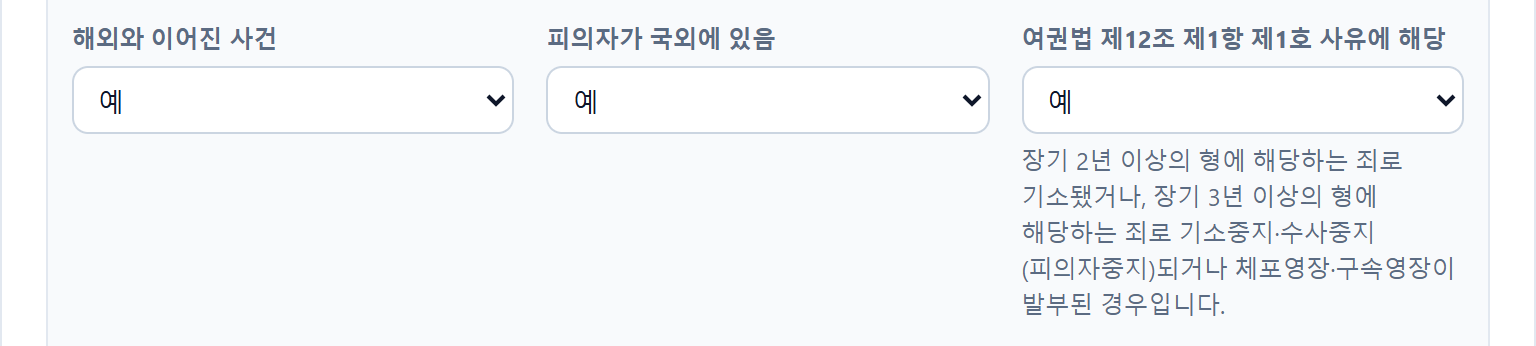 해외와 이어진 사건
피의자가 국외에 있음
여권법 제12조 제1항 제1호 사유에 해당
예
예
예
장기 2년 이상의 형에 해당하는 죄로
기소됐거나, 장기 3년 이상의 형에
해당하는 죄로 기소중지·수사중지
(피의자중지)되거나 체포영장·구속영장이
발부된 경우입니다.